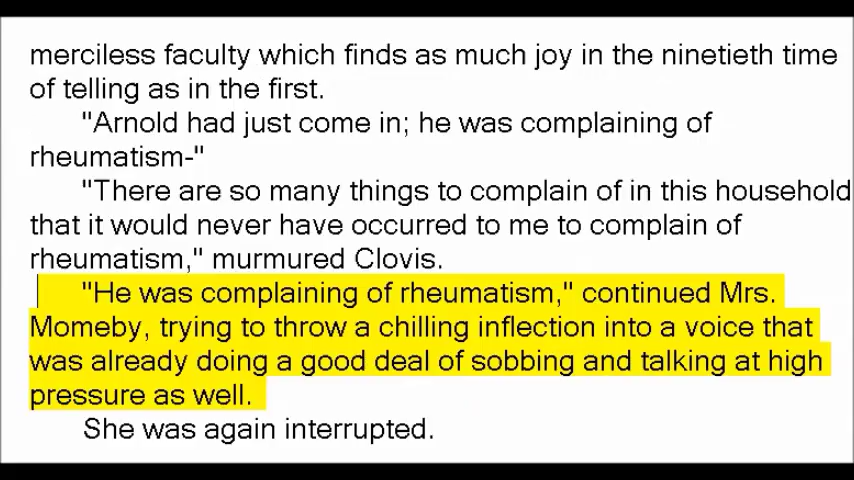 merciless faculty which finds as much joy in the ninetieth time
of telling as in the first.
"Arnold had just come in; he was complaining of
rheumatism-"
"There are so many things to complain of in this household
that it would never have occurred to me to complain of
rheumatism," murmured Clovis.
"He was complaining of rheumatism," continued Mrs.
Momeby, trying to throw a chilling inflection into a voice that
was already doing a good deal of sobbing and talking at high
pressure as well.
She was again interrupted.